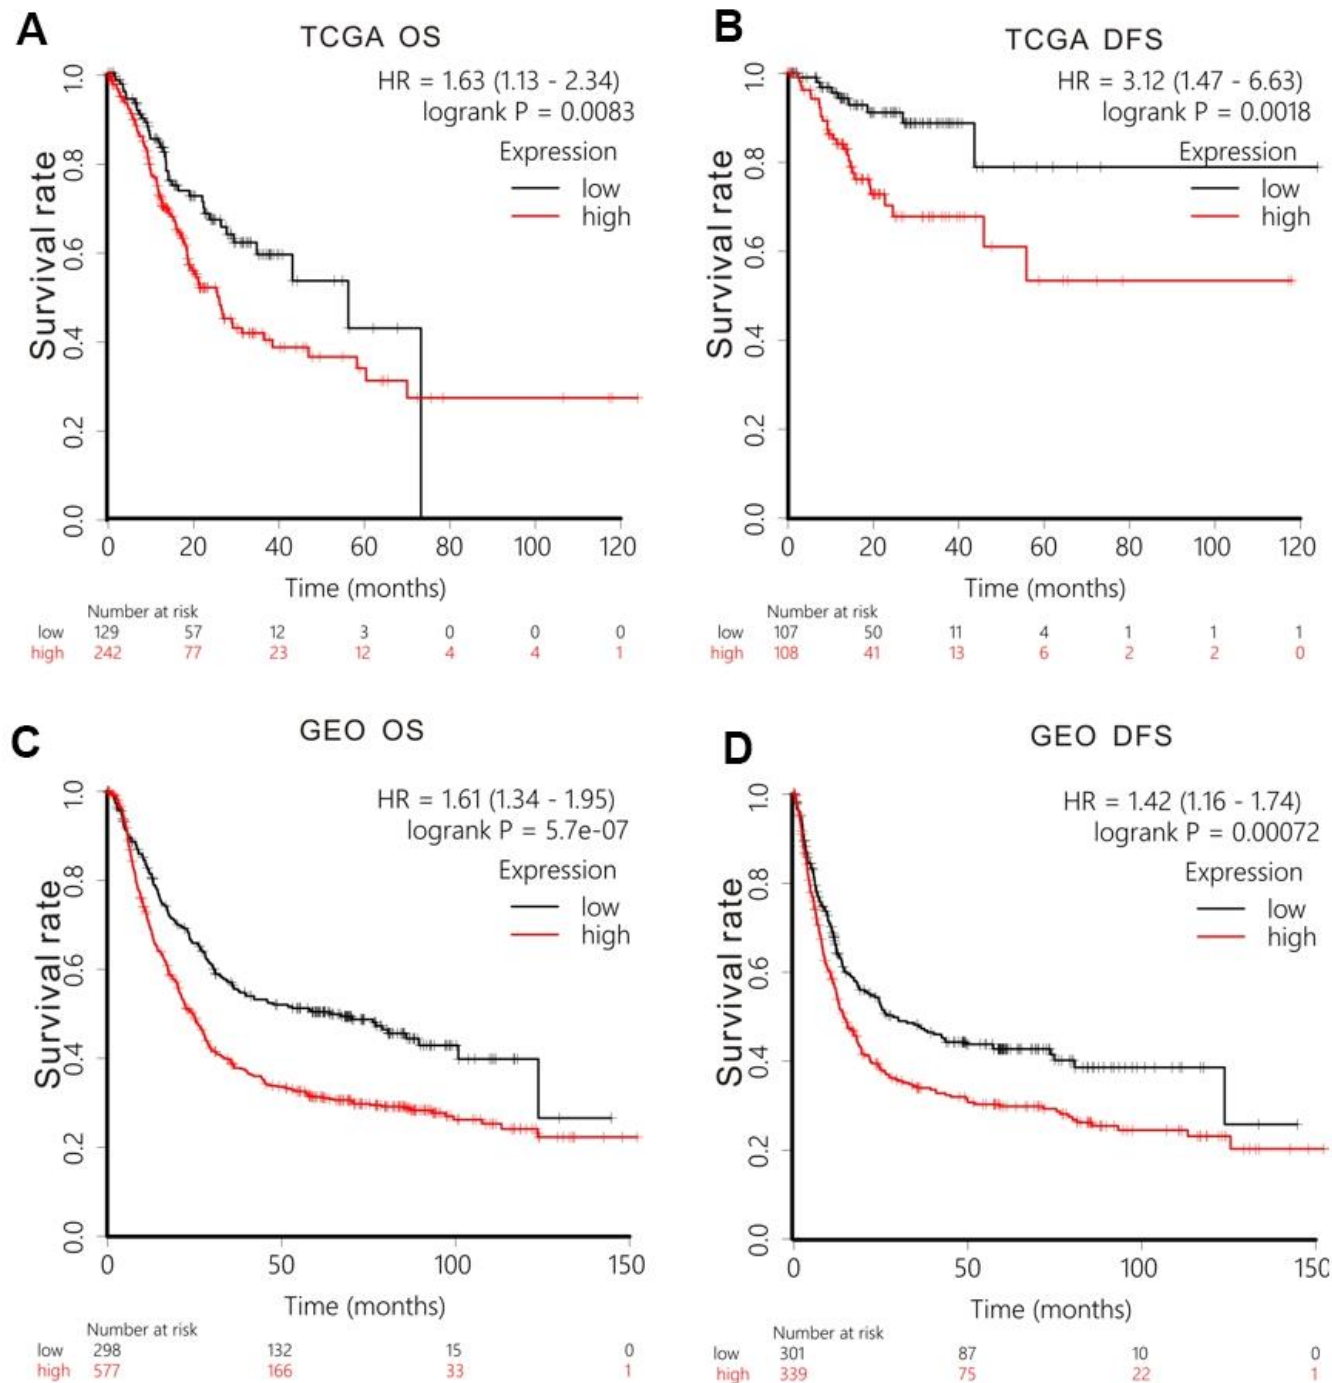 A
TCGA OS
HR = 1.63 (1.13 - 2.34)
logrank P = 0.0083
Expression
low
high
Survival rate
1.0
0.8
0.6
0.4
0.2
0.0
0 20 40 60 80 100 120
Time (months)
Number at risk
low 129 57 12 3 0 0 0
high 242 77 23 12 4 4 1
B
TCGA DFS
HR = 3.12 (1.47 - 6.63)
logrank P = 0.0018
Expression
low
high
Survival rate
1.0
0.8
0.6
0.4
0.2
0.0
0 20 40 60 80 100 120
Time (months)
Number at risk
low 107 50 11 4 1 1 1
high 108 41 13 6 2 2 0
C
GEO OS
HR = 1.61 (1.34 - 1.95)
logrank P = 5.7e-07
Expression
low
high
Survival rate
1.0
0.8
0.6
0.4
0.2
0.0
0 50 100 150
Time (months)
Number at risk
low 298 132 15 0
high 577 166 33 1
D
GEO DFS
HR = 1.42 (1.16 - 1.74)
logrank P = 0.00072
Expression
low
high
Survival rate
1.0
0.8
0.6
0.4
0.2
0.0
0 50 100 150
Time (months)
Number at risk
low 301 87 10 0
high 339 75 22 1